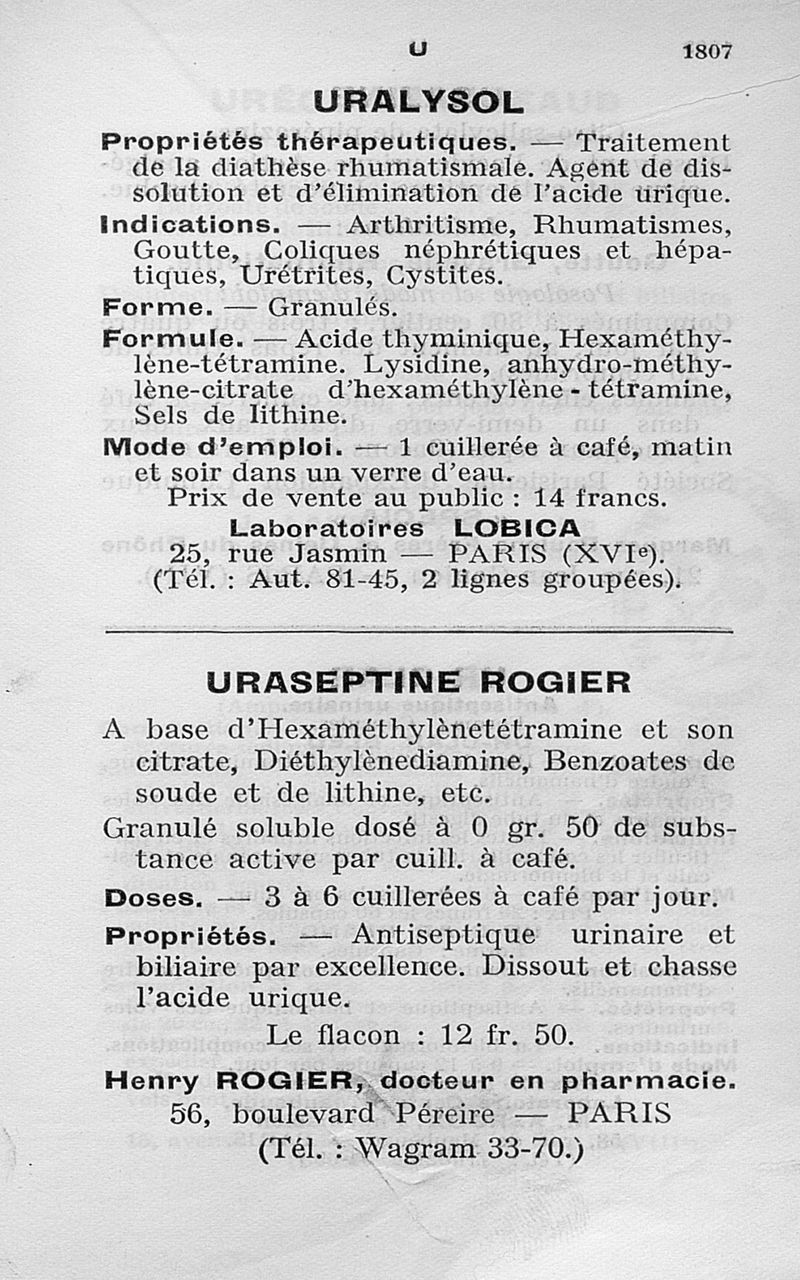 U 1807
URALYSOL
Propriétés thérapeutiques. — Traitement
de la diathèse rhumatismale. Agent de dis-
solution et d'élimination de l'acide urique.
Indications. — Arthritisme, Rhumatismes,
Goutte, Coliques néphrétiques et hépa-
tiques, Urétrites, Cystites.
Forme. — Granulés.
Formule. — Acide thyminique, Hexaméthy-
lène-tétramine. Lysidine, anhydro-méthy-
lène-citrate d'hexaméthylène-tétramine,
Sels de lithine.
Mode d'emploi. — 1 cuillerée à café, matin
et soir dans un verre d'eau.
Prix de vente au public : 14 francs.
Laboratoires LOBICA
25, rue Jasmin — PARIS (XVIe).
(Tél. : Aut. 81-45, 2 lignes groupées).
URASEPTINE ROGIER
A base d'Hexaméthylènetétramine et son
citrate, Diéthylènediamine, Benzoates de
soude et de lithine, etc.
Granulé soluble dosé à 0 gr. 50 de subs-
tance active par cuill. à café.
Doses. — 3 à 6 cuillerées à café par jour.
Propriétés. — Antiseptique urinaire et
biliaire par excellence. Dissout et chasse
l'acide urique.
Le flacon : 12 fr. 50.
Henry ROGIER, docteur en pharmacie.
56, boulevard Péreire — PARIS
(Tél. : Wagram 33-70.)